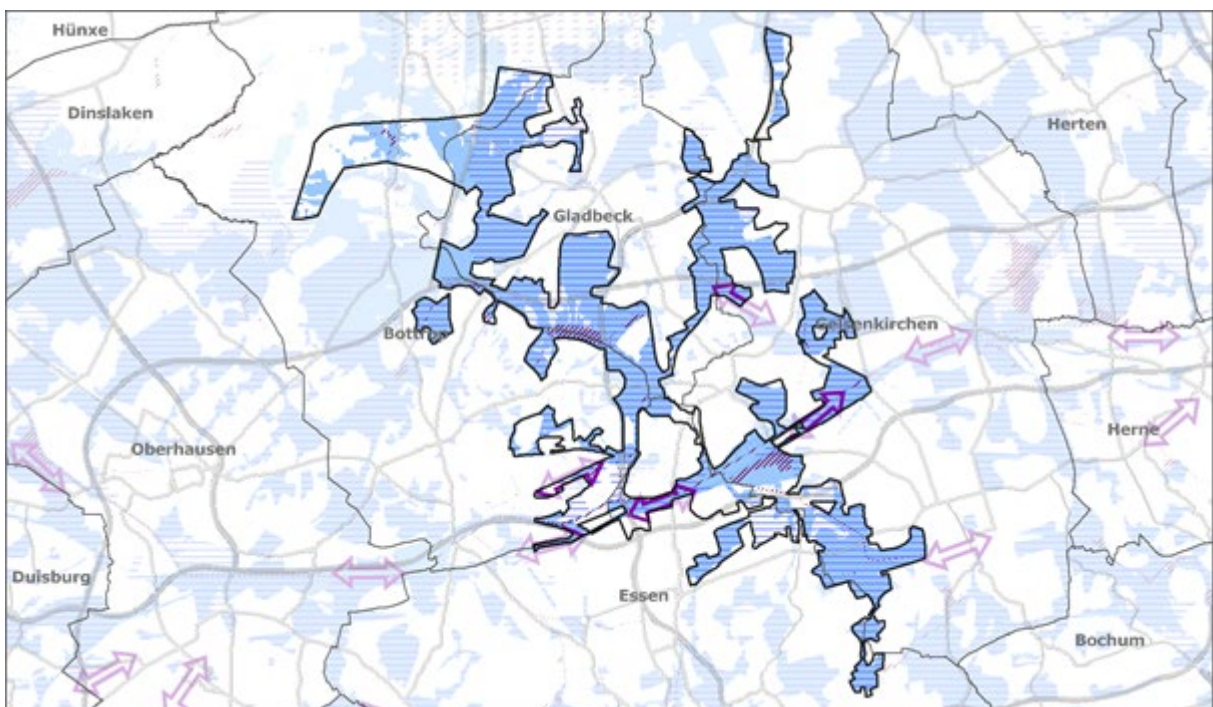 Hünxe
Dinslaken
Herten
Gladbeck
Bottrop
Gelsenkirchen
Oberhausen
Herne
Duisburg
Essen
Bochum